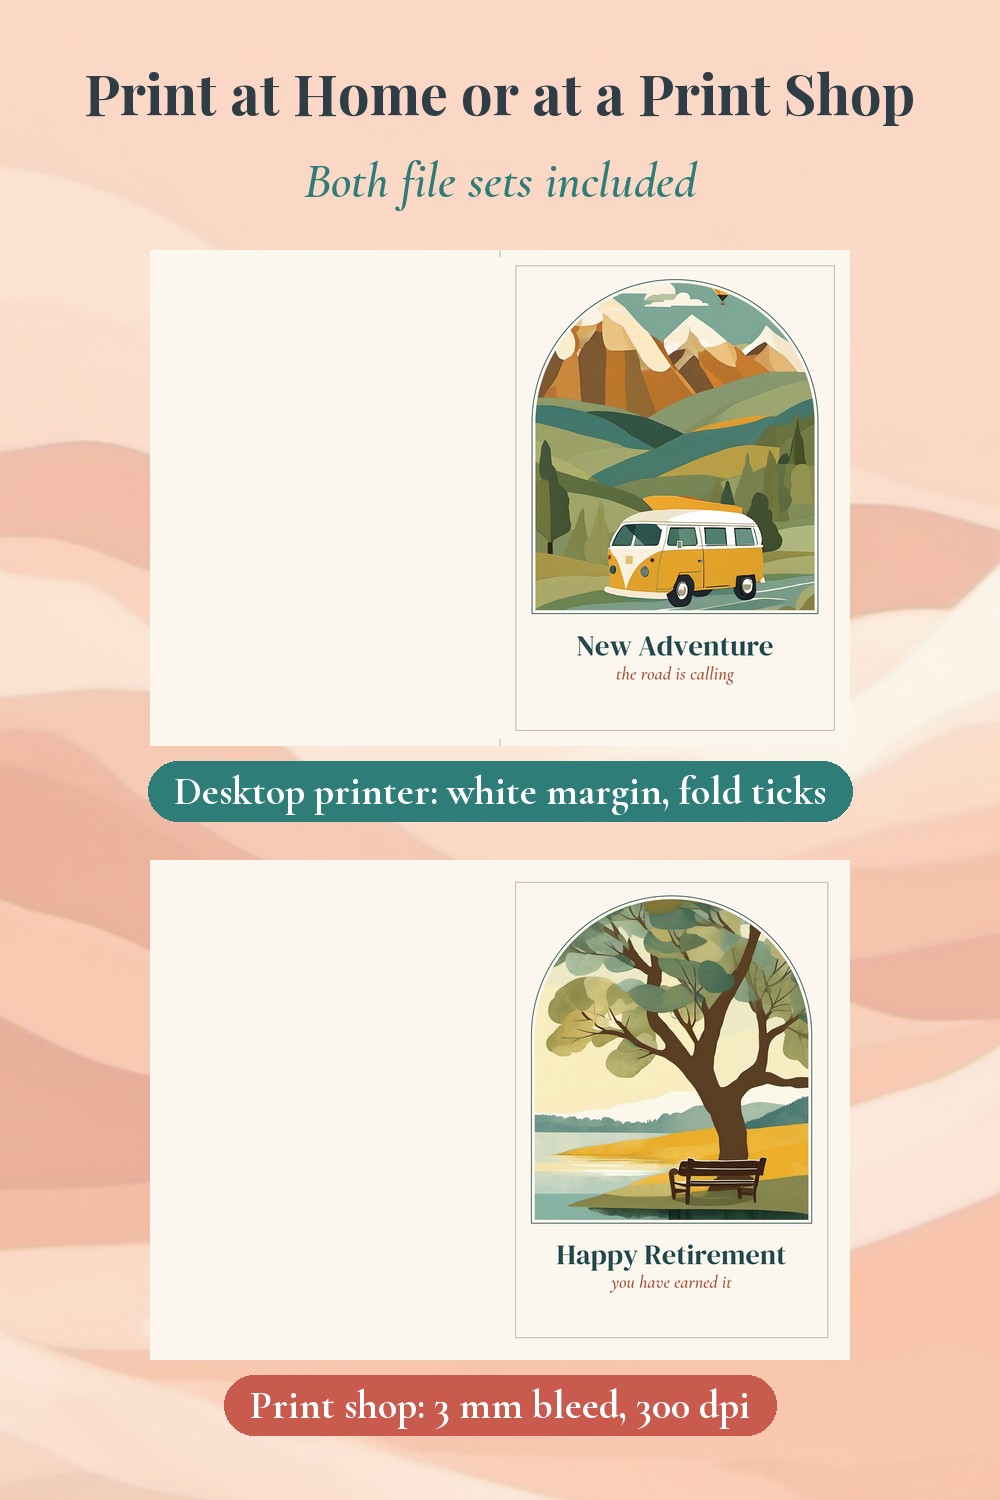 Print at Home or at a Print Shop
Both file sets included
New Adventure
the road is calling
Desktop printer: white margin, fold ticks
Happy Retirement
you have earned it
Print shop: 3 mm bleed, 300 dpi